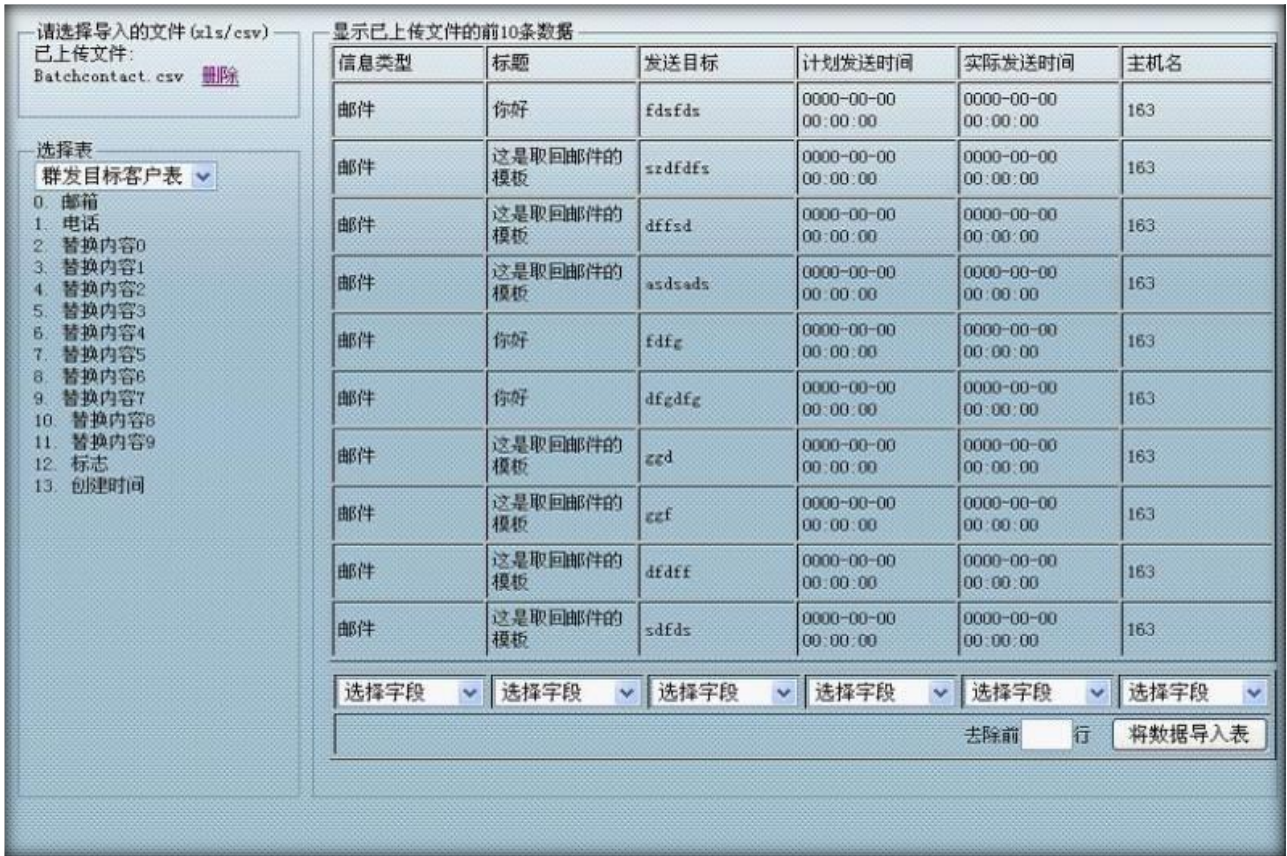 请选择导入的文件(xls/csv)
已上传文件:
Batchcontact.csv 删除
选择表
群发目标客户表
0. 邮箱
1. 电话
2. 替换内容0
3. 替换内容1
4. 替换内容2
5. 替换内容3
6. 替换内容4
7. 替换内容5
8. 替换内容6
9. 替换内容7
10. 替换内容8
11. 替换内容9
12. 标志
13. 创建时间
显示已上传文件的前10条数据
信息类型 标题 发送目标 计划发送时间 实际发送时间 主机名
邮件 你好 fdsfds 0000-00-00 00:00:00 0000-00-00 00:00:00 163
邮件 这是取回邮件的模板 szdfdfs 0000-00-00 00:00:00 0000-00-00 00:00:00 163
邮件 这是取回邮件的模板 dffsd 0000-00-00 00:00:00 0000-00-00 00:00:00 163
邮件 这是取回邮件的模板 asdsads 0000-00-00 00:00:00 0000-00-00 00:00:00 163
邮件 你好 fdfg 0000-00-00 00:00:00 0000-00-00 00:00:00 163
邮件 你好 dfgdfg 0000-00-00 00:00:00 0000-00-00 00:00:00 163
邮件 这是取回邮件的模板 ggd 0000-00-00 00:00:00 0000-00-00 00:00:00 163
邮件 这是取回邮件的模板 ggf 0000-00-00 00:00:00 0000-00-00 00:00:00 163
邮件 这是取回邮件的模板 dfdff 0000-00-00 00:00:00 0000-00-00 00:00:00 163
邮件 这是取回邮件的模板 sdfds 0000-00-00 00:00:00 0000-00-00 00:00:00 163
选择字段 选择字段 选择字段 选择字段 选择字段 选择字段
去除前 行 将数据导入表